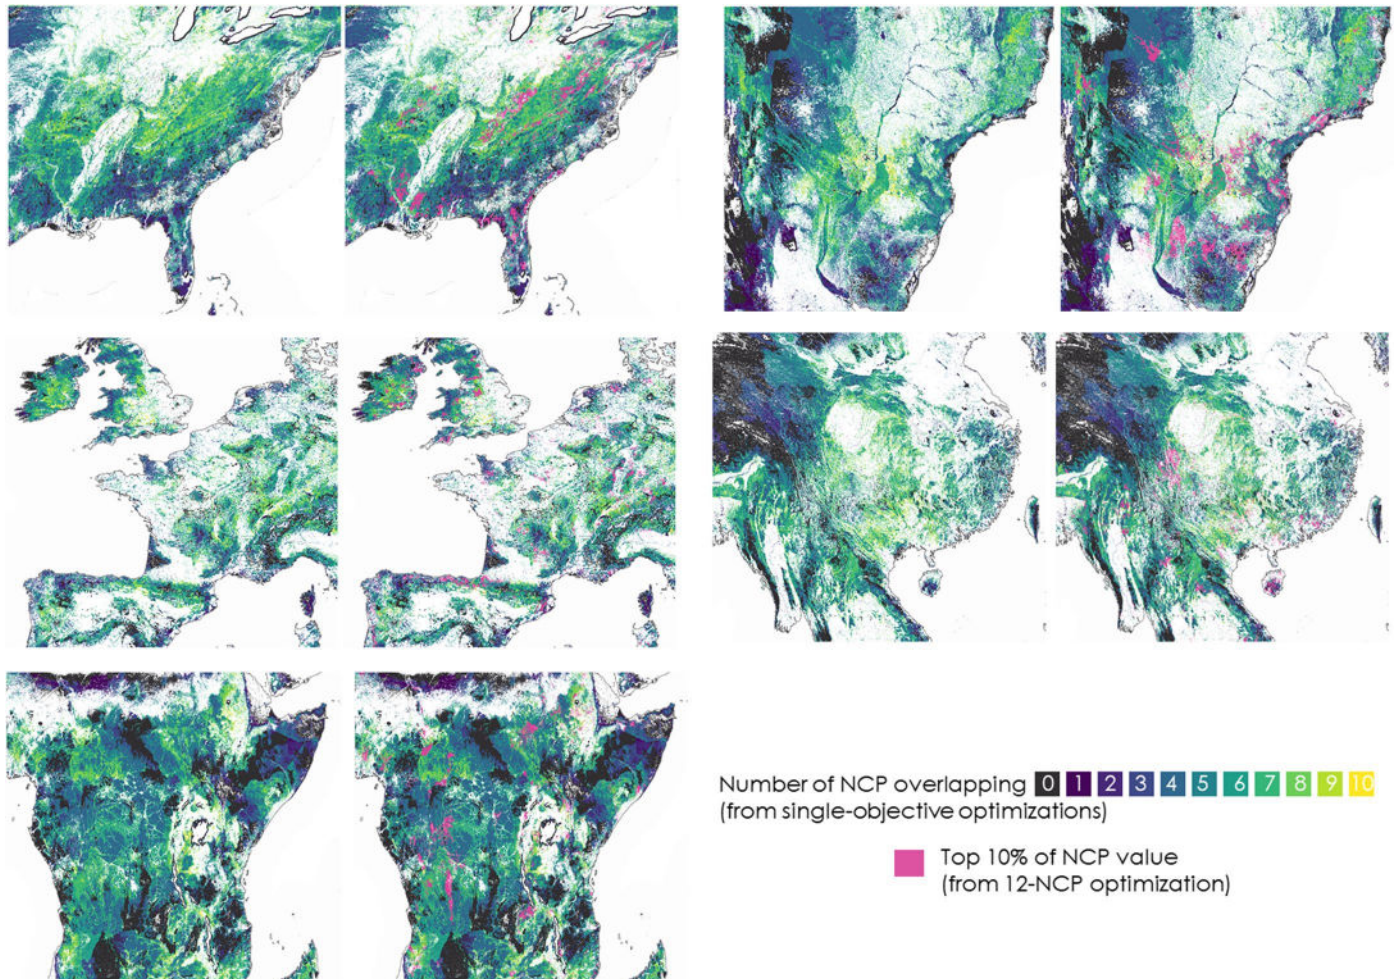 Number of NCP overlapping 0 1 2 3 4 5 6 7 8 9 10
(from single-objective optimizations)
Top 10% of NCP value
(from 12-NCP optimization)